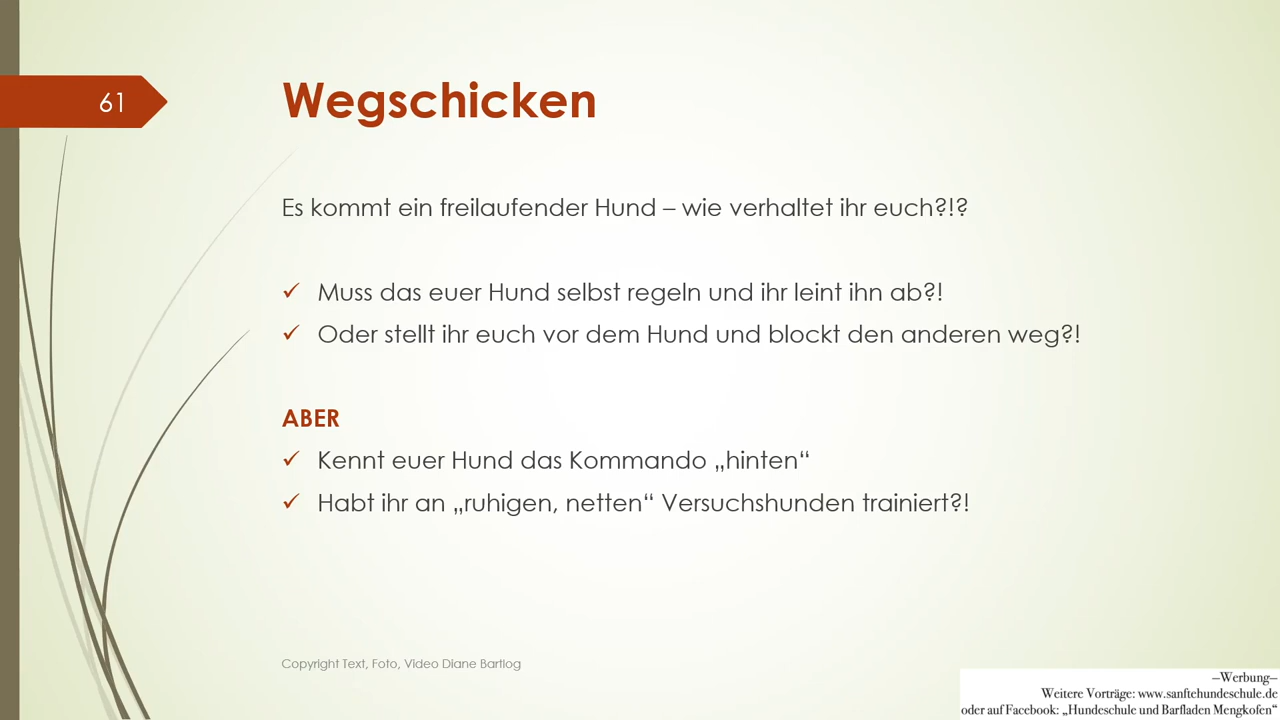 61
Wegschicken
Es kommt ein freilaufender Hund – wie verhaltet ihr euch?!?
✓ Muss das euer Hund selbst regeln und ihr leint ihn ab?!
✓ Oder stellt ihr euch vor dem Hund und blockt den anderen weg?!
ABER
✓ Kennt euer Hund das Kommando „hinten“
✓ Habt ihr an „ruhigen, netten“ Versuchshunden trainiert?!
Copyright Text, Foto, Video Diane Bartlog
—Werbung—
Weitere Vorträge: www.sanftehundeschule.de
oder auf Facebook: „Hundeschule und Barfladen Mengkofen“